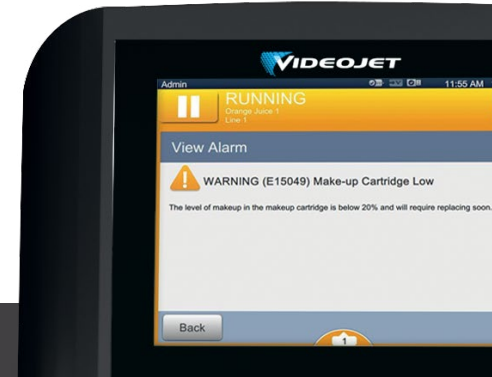 VIDEOJET
Admin 11:55 AM
RUNNING
Orange Juice 1
Line 1
View Alarm
WARNING (E15049) Make-up Cartridge Low
The level of makeup in the makeup cartridge is below 20% and will require replacing soon.
Back
1